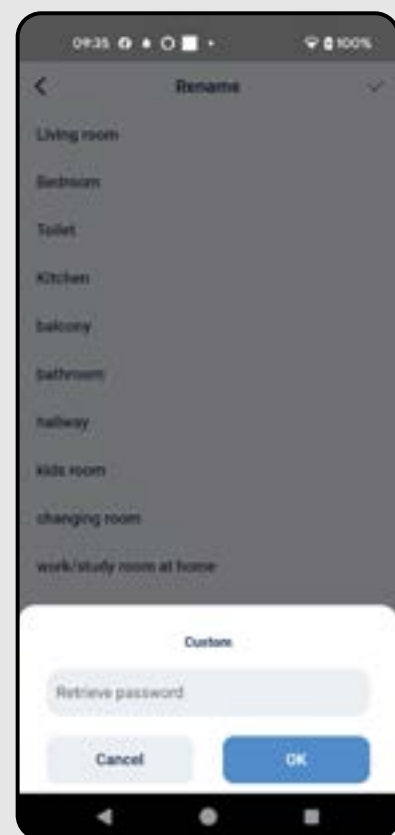 09:35 100%
Rename
Living room
Bedroom
Toilet
Kitchen
balcony
bathroom
hallway
kids room
changing room
work/study room at home
Custom
Retrieve password
Cancel OK